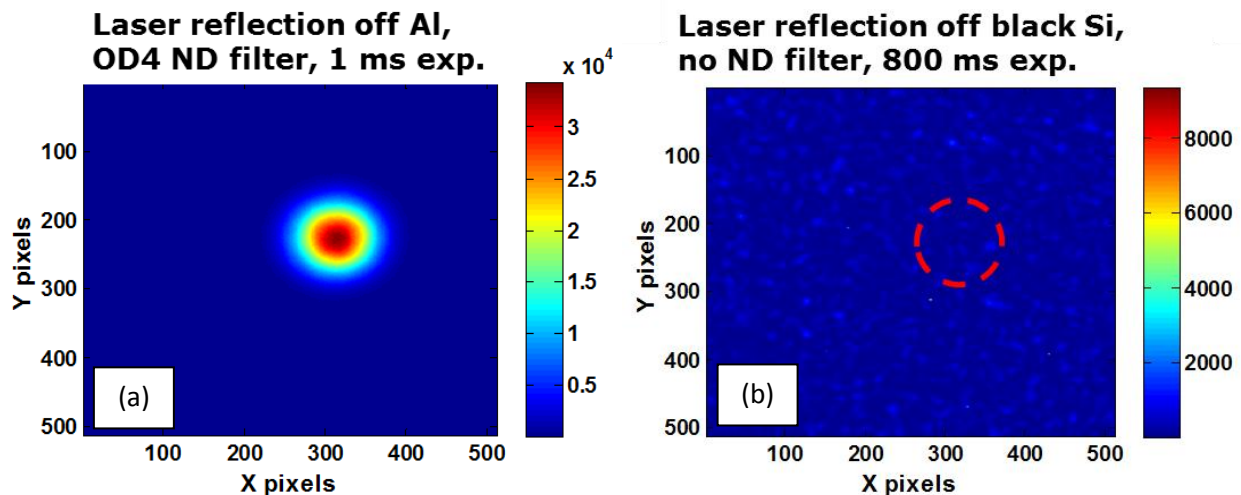 Laser reflection off Al,
OD4 ND filter, 1 ms exp.
x 10^4
3
2.5
2
1.5
1
0.5
100
200
300
400
500
Y pixels
(a)
100 200 300 400 500
X pixels
Laser reflection off black Si,
no ND filter, 800 ms exp.
8000
6000
4000
2000
100
200
300
400
500
Y pixels
(b)
100 200 300 400 500
X pixels